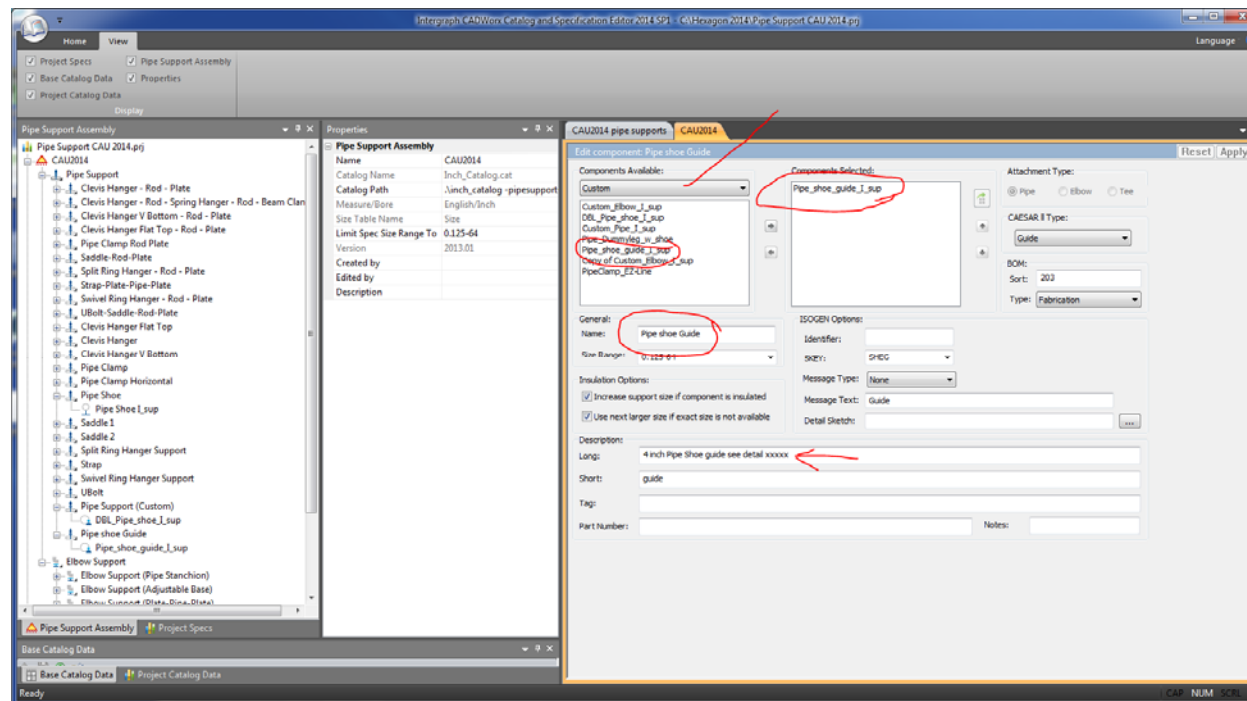 Intergraph CADWorx Catalog and Specification Editor 2014 SP1 - C:\Hexagon 2014\Pipe Support CAU 2014.prj
Home View Language
Project Specs Pipe Support Assembly
Base Catalog Data Properties
Project Catalog Data
Display
Pipe Support Assembly
Pipe Support CAU 2014.prj
CAU2014
Pipe Support
Clevis Hanger - Rod - Plate
Clevis Hanger - Rod - Spring Hanger - Rod - Beam Clan
Clevis Hanger V Bottom - Rod - Plate
Clevis Hanger Flat Top - Rod - Plate
Pipe Clamp Rod Plate
Saddle-Rod-Plate
Split Ring Hanger - Rod - Plate
Strap-Plate-Pipe-Plate
Swivel Ring Hanger - Rod - Plate
UBolt-Saddle-Rod-Plate
Clevis Hanger Flat Top
Clevis Hanger
Clevis Hanger V Bottom
Pipe Clamp
Pipe Clamp Horizontal
Pipe Shoe
Pipe Shoe I_sup
Saddle 1
Saddle 2
Split Ring Hanger Support
Strap
Swivel Ring Hanger Support
UBolt
Pipe Support (Custom)
DBL_Pipe_shoe_I_sup
Pipe shoe Guide
Pipe_shoe_guide_I_sup
Elbow Support
Elbow Support (Pipe Stanchion)
Elbow Support (Adjustable Base)
Elbow Support (Plate-Pipe-Plate)
Pipe Support Assembly Project Specs
Base Catalog Data
Base Catalog Data Project Catalog Data
Ready
Properties
Pipe Support Assembly
Name CAU2014
Catalog Name Inch_Catalog.cat
Catalog Path .\inch_catalog -pipesupport
Measure/Bore English/Inch
Size Table Name Size
Limit Spec Size Range To 0.125-64
Version 2013.01
Created by
Edited by
Description
CAU2014 pipe supports CAU2014
Edit component: Pipe shoe Guide Reset Apply
Components Available:
Custom
Custom_Elbow_I_sup
DBL_Pipe_shoe_I_sup
Custom_Pipe_I_sup
Pipe_Dummyleg_w_shoe
Pipe_shoe_guide_I_sup
Copy of Custom_Elbow_I_sup
PipeClamp_EZ-Line
Components Selected:
Pipe_shoe_guide_I_sup
Attachment Type:
Pipe Elbow Tee
CAESAR II Type:
Guide
BOM:
Sort: 203
Type: Fabrication
General:
Name: Pipe shoe Guide
Size Range: 0.125-64
Insulation Options:
Increase support size if component is insulated
Use next larger size if exact size is not available
ISOGEN Options:
Identifier:
SKEY: SHEG
Message Type: None
Message Text: Guide
Detail Sketch: ...
Description:
Long: 4 inch Pipe Shoe guide see detail xxxxx
Short: guide
Tag:
Part Number: Notes:
CAP NUM SCRL